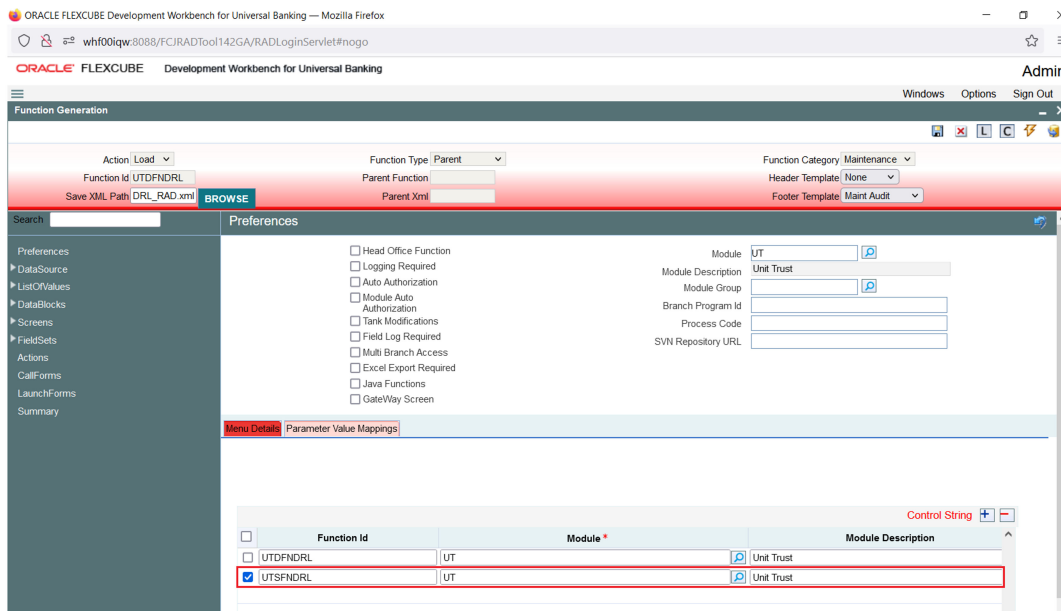 ORACLE FLEXCUBE Development Workbench for Universal Banking — Mozilla Firefox
whf00iqw:8088/FCJRADTool142GA/RADLoginServlet#nogo
ORACLE FLEXCUBE Development Workbench for Universal Banking
Admin
Windows Options Sign Out
Function Generation
L C
Action Load Function Type Parent Function Category Maintenance
Function Id UTDFNDRL Parent Function Header Template None
Save XML Path DRL_RAD.xml BROWSE Parent Xml Footer Template Maint Audit
Search
Preferences
Preferences
DataSource
ListOfValues
DataBlocks
Screens
FieldSets
Actions
CallForms
LaunchForms
Summary
Head Office Function
Logging Required
Auto Authorization
Module Auto
Authorization
Tank Modifications
Field Log Required
Multi Branch Access
Excel Export Required
Java Functions
GateWay Screen
Module UT
Module Description Unit Trust
Module Group
Branch Program Id
Process Code
SVN Repository URL
Menu Details Parameter Value Mappings
Control String
Function Id Module * Module Description
UTDFNDRL UT Unit Trust
UTSFNDRL UT Unit Trust